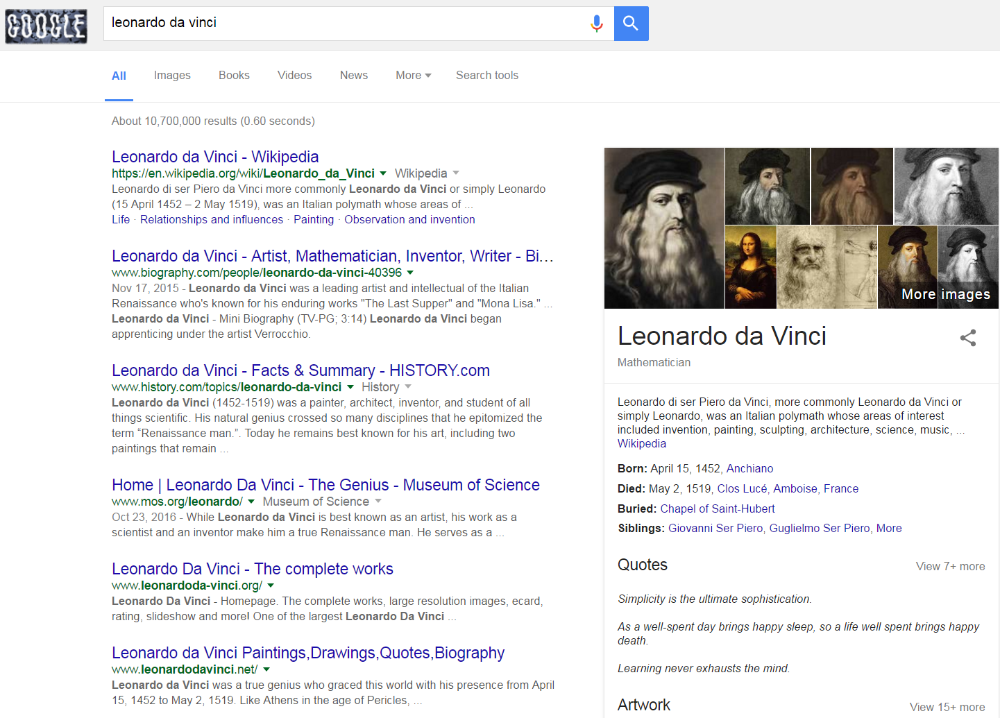 GOOGLE
leonardo da vinci
All Images Books Videos News More Search tools
About 10,700,000 results (0.60 seconds)
Leonardo da Vinci - Wikipedia
https://en.wikipedia.org/wiki/Leonardo_da_Vinci Wikipedia
Leonardo di ser Piero da Vinci more commonly Leonardo da Vinci or simply Leonardo
(15 April 1452 – 2 May 1519), was an Italian polymath whose areas of ...
Life · Relationships and influences · Painting · Observation and invention
Leonardo da Vinci - Artist, Mathematician, Inventor, Writer - Bi...
www.biography.com/people/leonardo-da-vinci-40396
Nov 17, 2015 - Leonardo da Vinci was a leading artist and intellectual of the Italian
Renaissance who's known for his enduring works "The Last Supper" and "Mona Lisa." ...
Leonardo da Vinci - Mini Biography (TV-PG; 3:14) Leonardo da Vinci began
apprenticing under the artist Verrocchio.
Leonardo da Vinci - Facts & Summary - HISTORY.com
www.history.com/topics/leonardo-da-vinci History
Leonardo da Vinci (1452-1519) was a painter, architect, inventor, and student of all
things scientific. His natural genius crossed so many disciplines that he epitomized the
term “Renaissance man.”. Today he remains best known for his art, including two
paintings that remain ...
Home | Leonardo Da Vinci - The Genius - Museum of Science
www.mos.org/leonardo/ Museum of Science
Oct 23, 2016 - While Leonardo da Vinci is best known as an artist, his work as a
scientist and an inventor make him a true Renaissance man. He serves as a ...
Leonardo Da Vinci - The complete works
www.leonardoda-vinci.org/
Leonardo Da Vinci - Homepage. The complete works, large resolution images, ecard,
rating, slideshow and more! One of the largest Leonardo Da Vinci ...
Leonardo da Vinci Paintings,Drawings,Quotes,Biography
www.leonardodavinci.net/
Leonardo da Vinci was a true genius who graced this world with his presence from April
15, 1452 to May 2, 1519. Like Athens in the age of Pericles, ...
More images
Leonardo da Vinci
Mathematician
Leonardo di ser Piero da Vinci, more commonly Leonardo da Vinci or
simply Leonardo, was an Italian polymath whose areas of interest
included invention, painting, sculpting, architecture, science, music, ...
Wikipedia
Born: April 15, 1452, Anchiano
Died: May 2, 1519, Clos Lucé, Amboise, France
Buried: Chapel of Saint-Hubert
Siblings: Giovanni Ser Piero, Guglielmo Ser Piero, More
Quotes View 7+ more
Simplicity is the ultimate sophistication.
As a well-spent day brings happy sleep, so a life well spent brings happy
death.
Learning never exhausts the mind.
Artwork View 15+ more